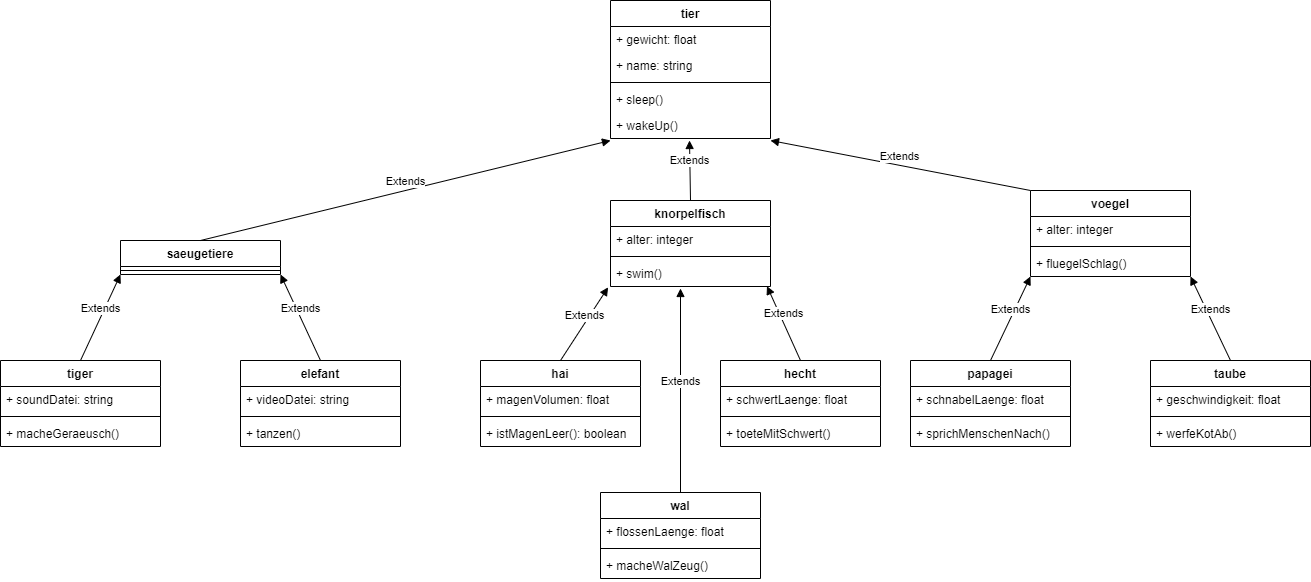 tier
+ gewicht: float
+ name: string
+ sleep()
+ wakeUp()
Extends
Extends
Extends
saeugetiere
knorpelfisch
+ alter: integer
+ swim()
voegel
+ alter: integer
+ fluegelSchlag()
Extends
Extends
Extends
Extends
Extends
Extends
Extends
tiger
+ soundDatei: string
+ macheGeraeusch()
elefant
+ videoDatei: string
+ tanzen()
hai
+ magenVolumen: float
+ istMagenLeer(): boolean
hecht
+ schwertLaenge: float
+ toeteMitSchwert()
papagei
+ schnabelLaenge: float
+ sprichMenschenNach()
taube
+ geschwindigkeit: float
+ werfeKotAb()
wal
+ flossenLaenge: float
+ macheWalZeug()